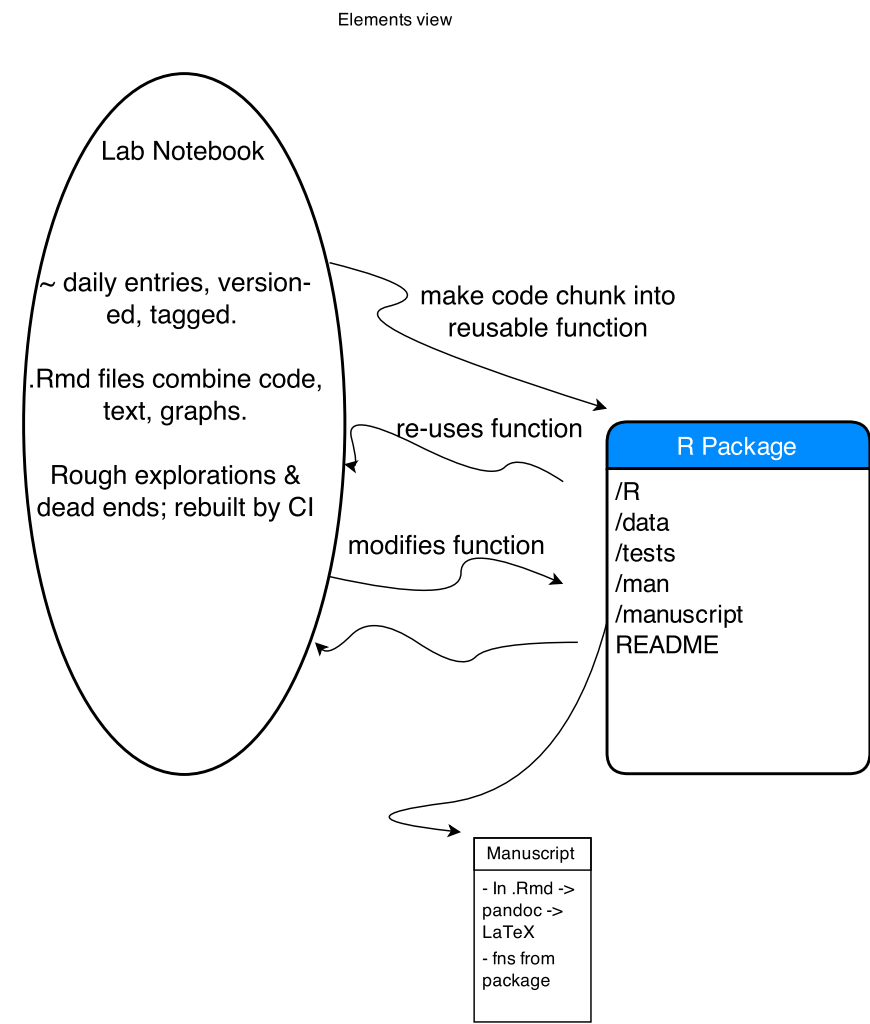 Elements view
Lab Notebook
~ daily entries, version-
ed, tagged.
.Rmd files combine code,
text, graphs.
Rough explorations &
dead ends; rebuilt by CI
make code chunk into
reusable function
re-uses function
modifies function
R Package
/R
/data
/tests
/man
/manuscript
README
Manuscript
- In .Rmd ->
pandoc ->
LaTeX
- fns from
package